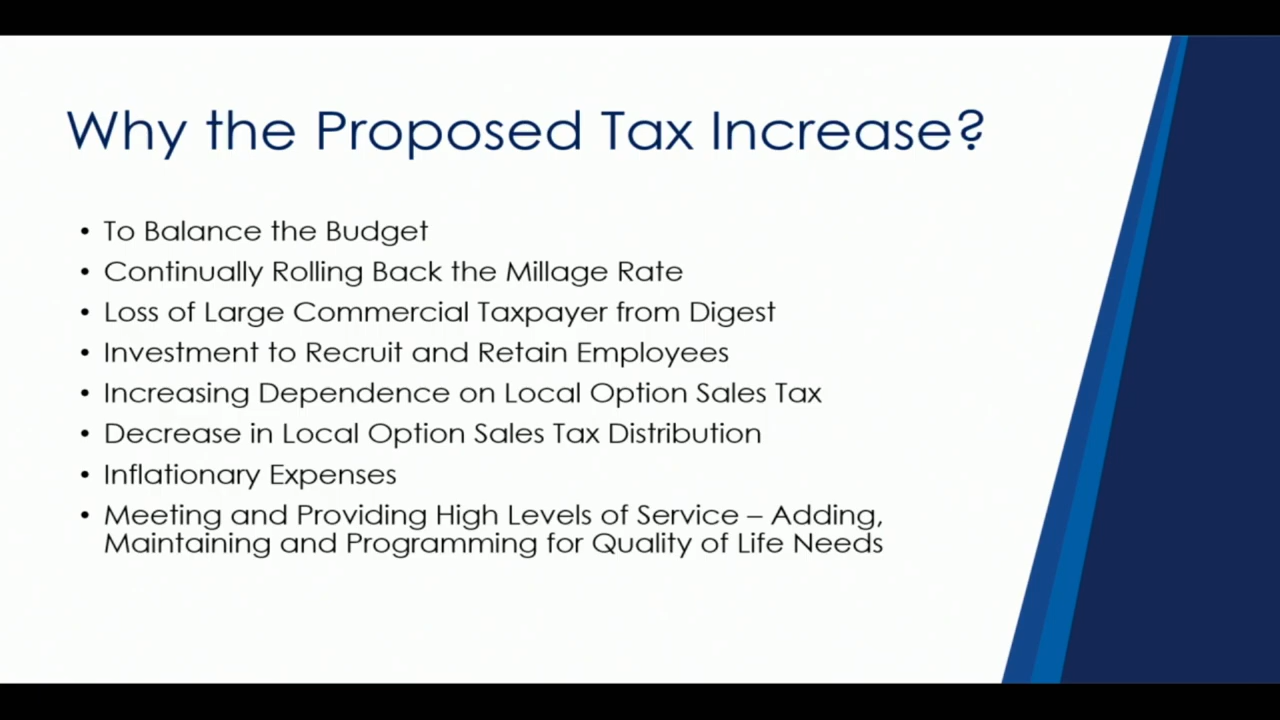 Why the Proposed Tax Increase?
• To Balance the Budget
• Continually Rolling Back the Millage Rate
• Loss of Large Commercial Taxpayer from Digest
• Investment to Recruit and Retain Employees
• Increasing Dependence on Local Option Sales Tax
• Decrease in Local Option Sales Tax Distribution
• Inflationary Expenses
• Meeting and Providing High Levels of Service – Adding,
Maintaining and Programming for Quality of Life Needs